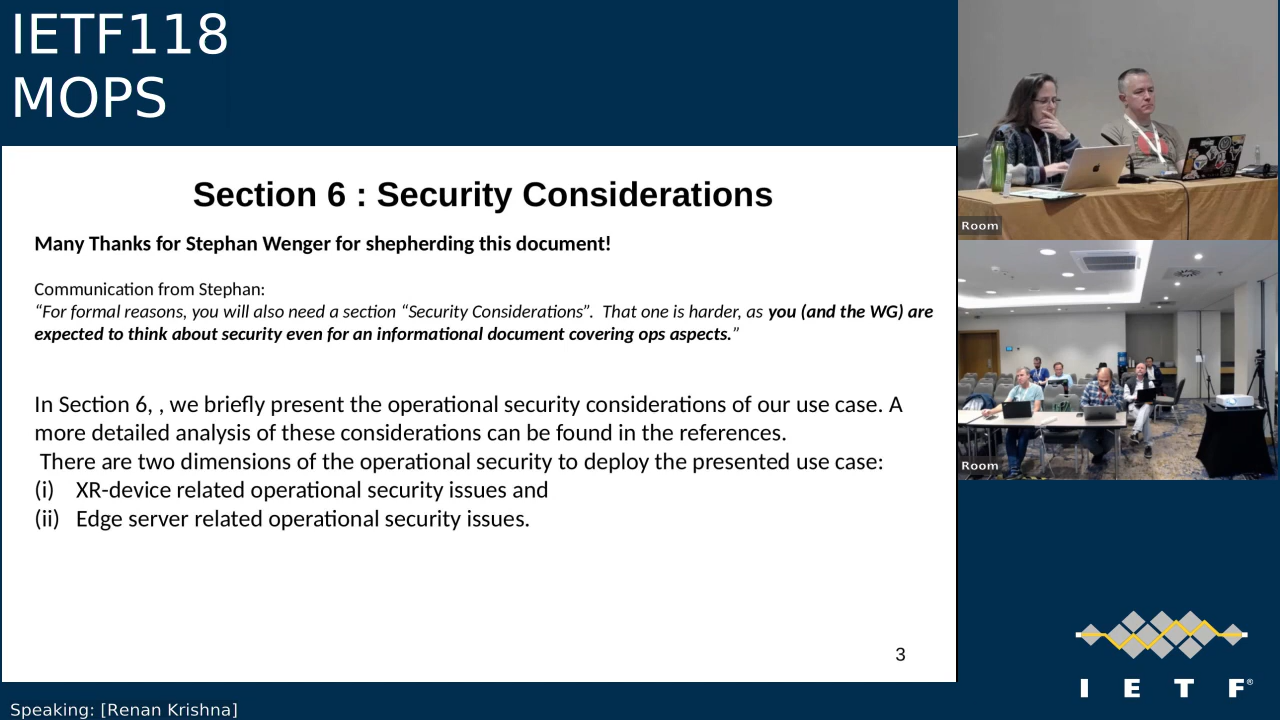 IETF118
MOPS
Section 6 : Security Considerations
Many Thanks for Stephan Wenger for shepherding this document!
Communication from Stephan:
“For formal reasons, you will also need a section “Security Considerations”.  That one is harder, as you (and the WG) are
expected to think about security even for an informational document covering ops aspects.”
In Section 6, , we briefly present the operational security considerations of our use case. A
more detailed analysis of these considerations can be found in the references.
There are two dimensions of the operational security to deploy the presented use case:
(i) XR-device related operational security issues and
(ii) Edge server related operational security issues.
3
Room
Room
I E T F®
Speaking: [Renan Krishna]